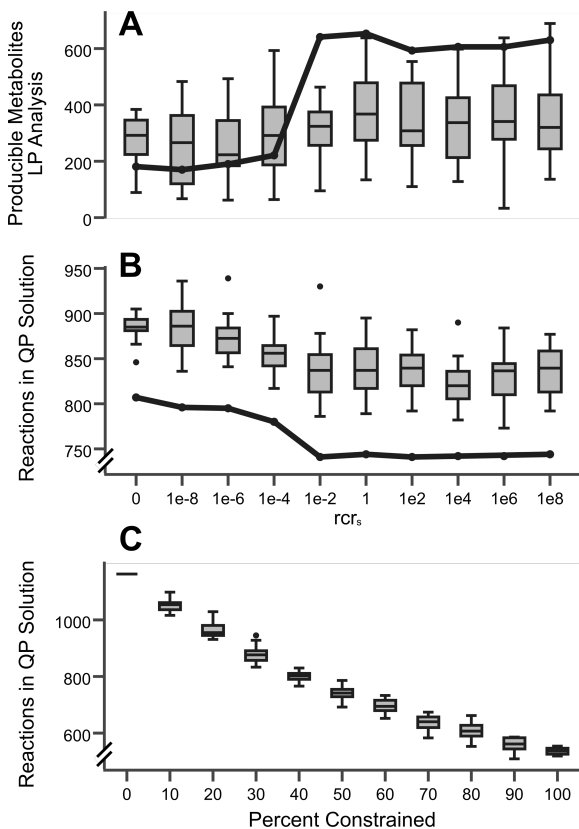 A
Producible Metabolites
LP Analysis
600
400
200
0
B
Reactions in QP Solution
950
900
850
800
750
0 1e-8 1e-6 1e-4 1e-2 1 1e2 1e4 1e6 1e8
rcrs
C
Reactions in QP Solution
1000
800
600
0 10 20 30 40 50 60 70 80 90 100
Percent Constrained